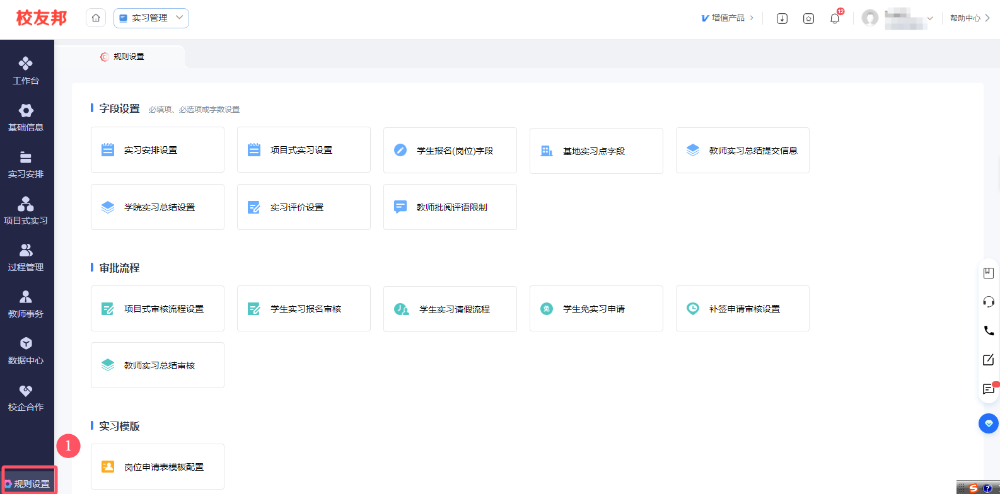 校友邦
实习管理
增值产品
12
帮助中心
规则设置
工作台
基础信息
实习安排
项目式实习
过程管理
教师事务
数据中心
校企合作
规则设置
1
字段设置 必填项、必选项或字数设置
实习安排设置
项目式实习设置
学生报名(岗位)字段
基地实习点字段
教师实习总结提交信息
学院实习总结设置
实习评价设置
教师批阅评语限制
审批流程
项目式审核流程设置
学生实习报名审核
学生实习请假流程
免 学生免实习申请
补签申请审核设置
教师实习总结审核
实习模版
岗位申请表模板配置